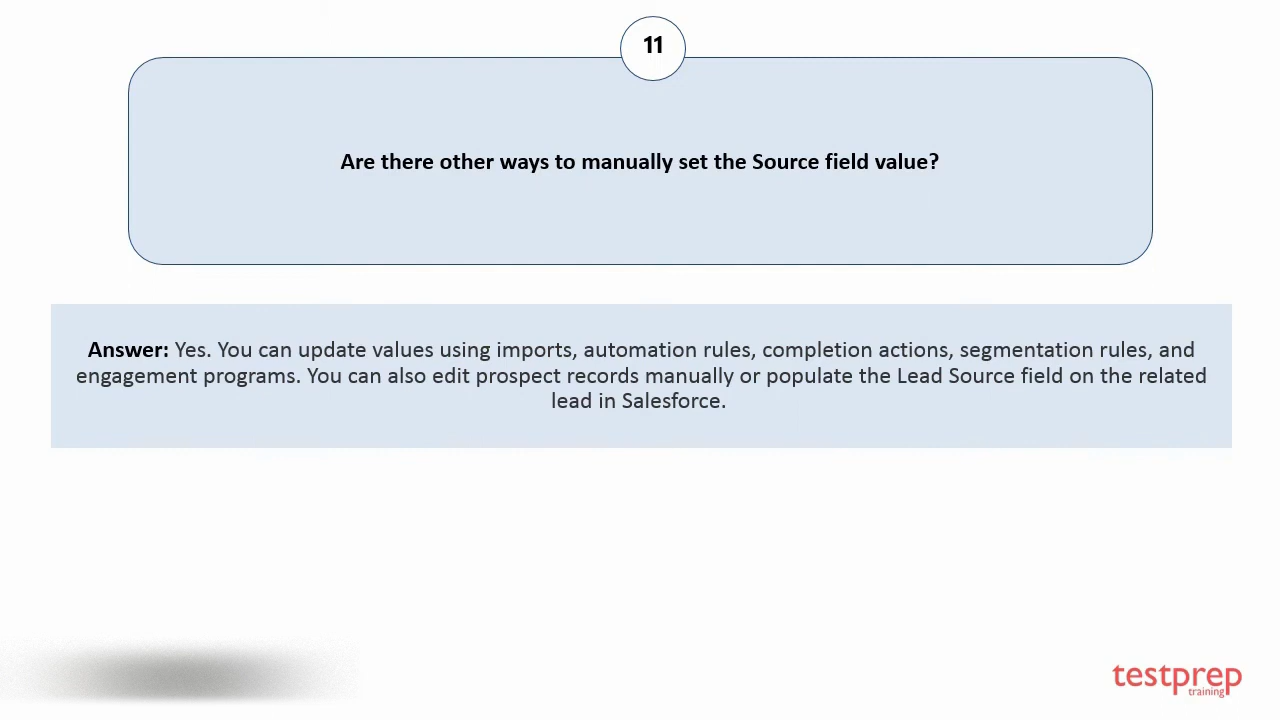 11
Are there other ways to manually set the Source field value?
Answer: Yes. You can update values using imports, automation rules, completion actions, segmentation rules, and
engagement programs. You can also edit prospect records manually or populate the Lead Source field on the related
lead in Salesforce.
testprep
training